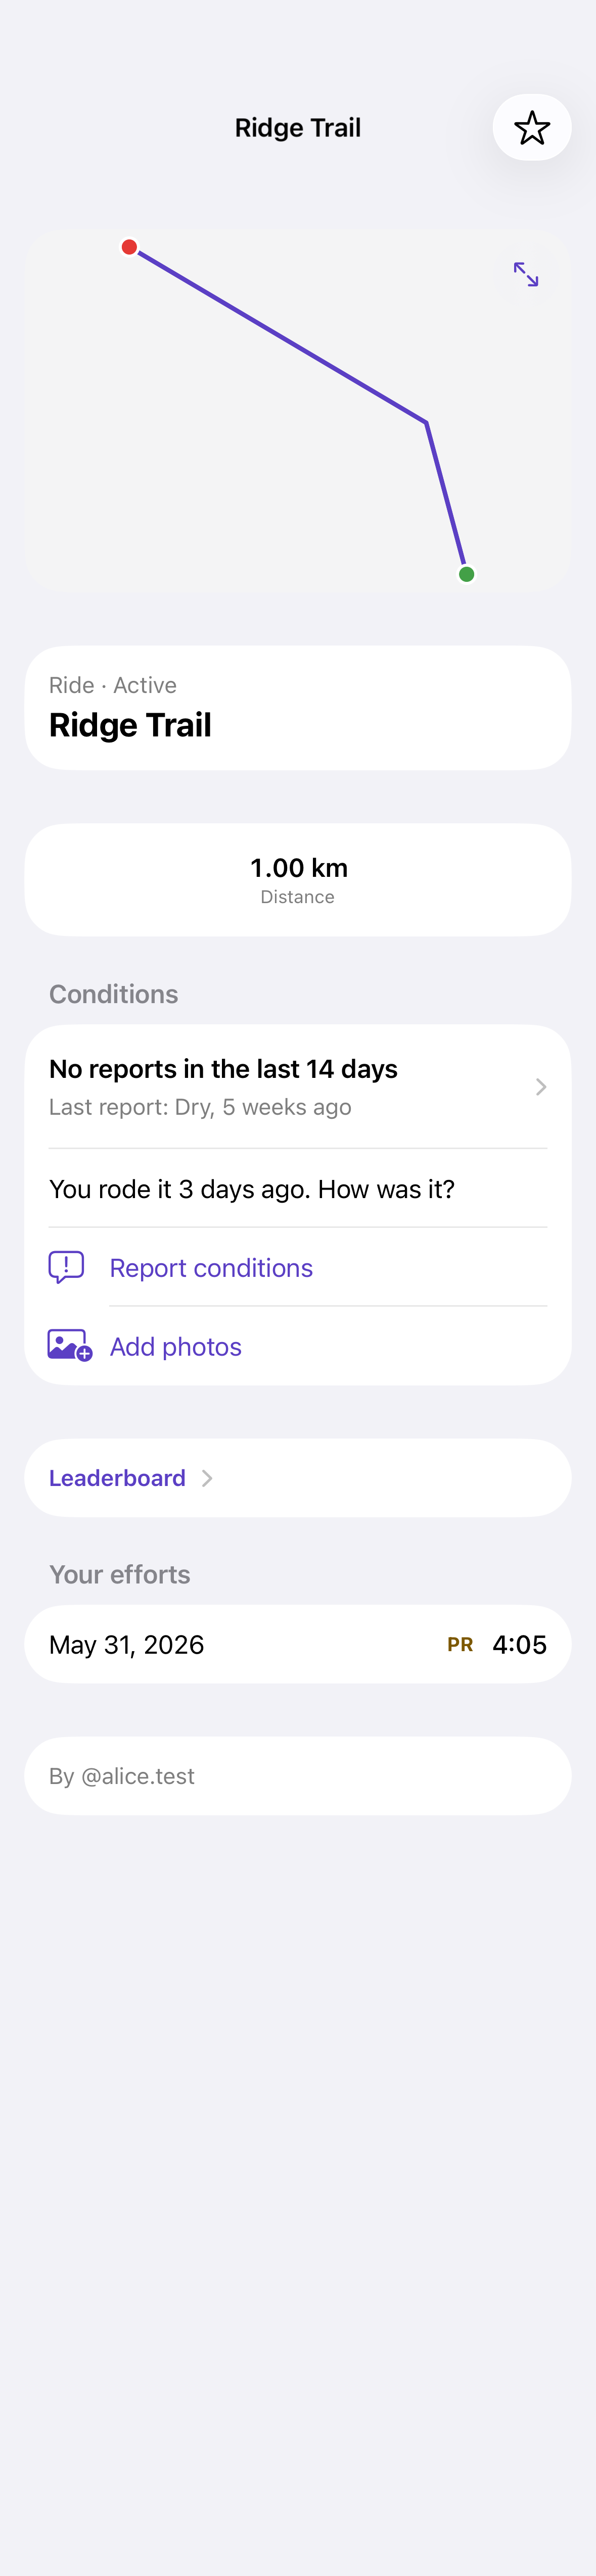 Ridge Trail
Ride · Active
Ridge Trail
1.00 km
Distance
Conditions
No reports in the last 14 days
Last report: Dry, 5 weeks ago
You rode it 3 days ago. How was it?
Report conditions
Add photos
Leaderboard
Your efforts
May 31, 2026 PR 4:05
By @alice.test